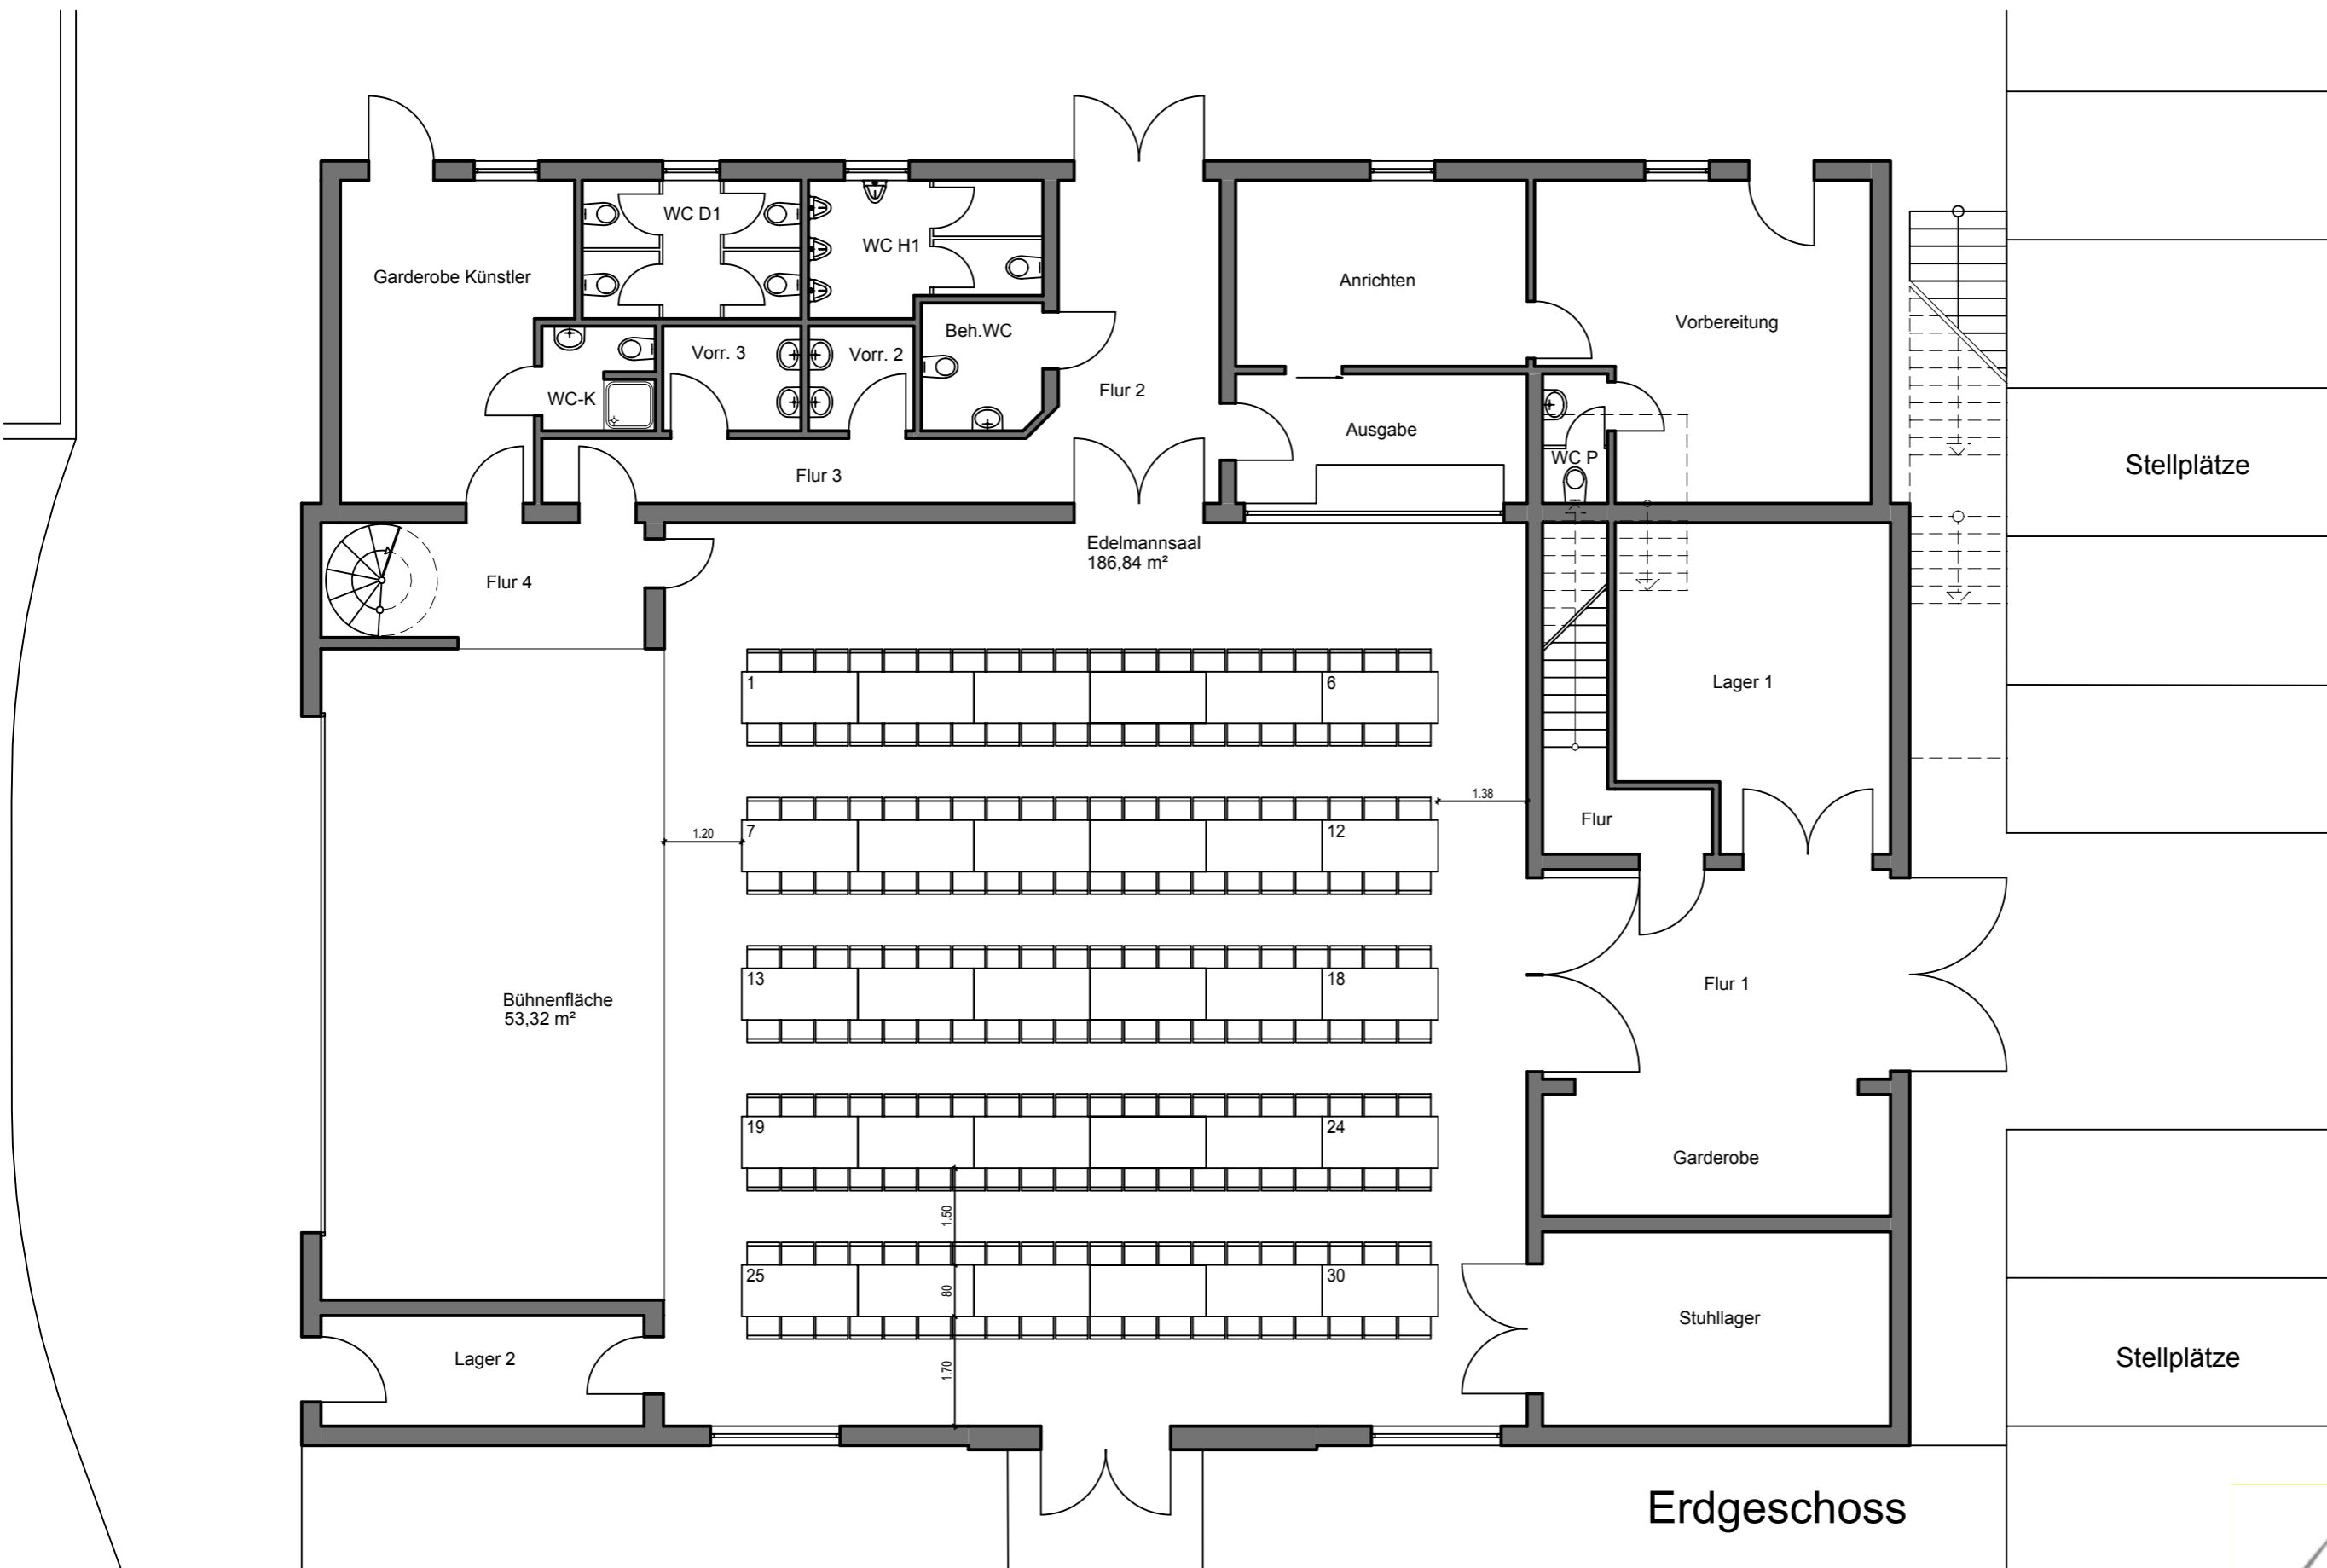 WC D1
WC H1
Garderobe Künstler
Anrichten
Vorbereitung
Beh.WC
Vorr. 3
Vorr. 2
WC-K
Flur 2
Ausgabe
WC P
Flur 3
Stellplätze
Edelmannsaal
186,84 m²
Flur 4
Lager 1
1
6
1.38
Flur
1.20
7
12
13
18
Flur 1
Bühnenfläche
53,32 m²
19
24
Garderobe
1.50
25
80
30
Stuhllager
Lager 2
1.70
Stellplätze
Erdgeschoss